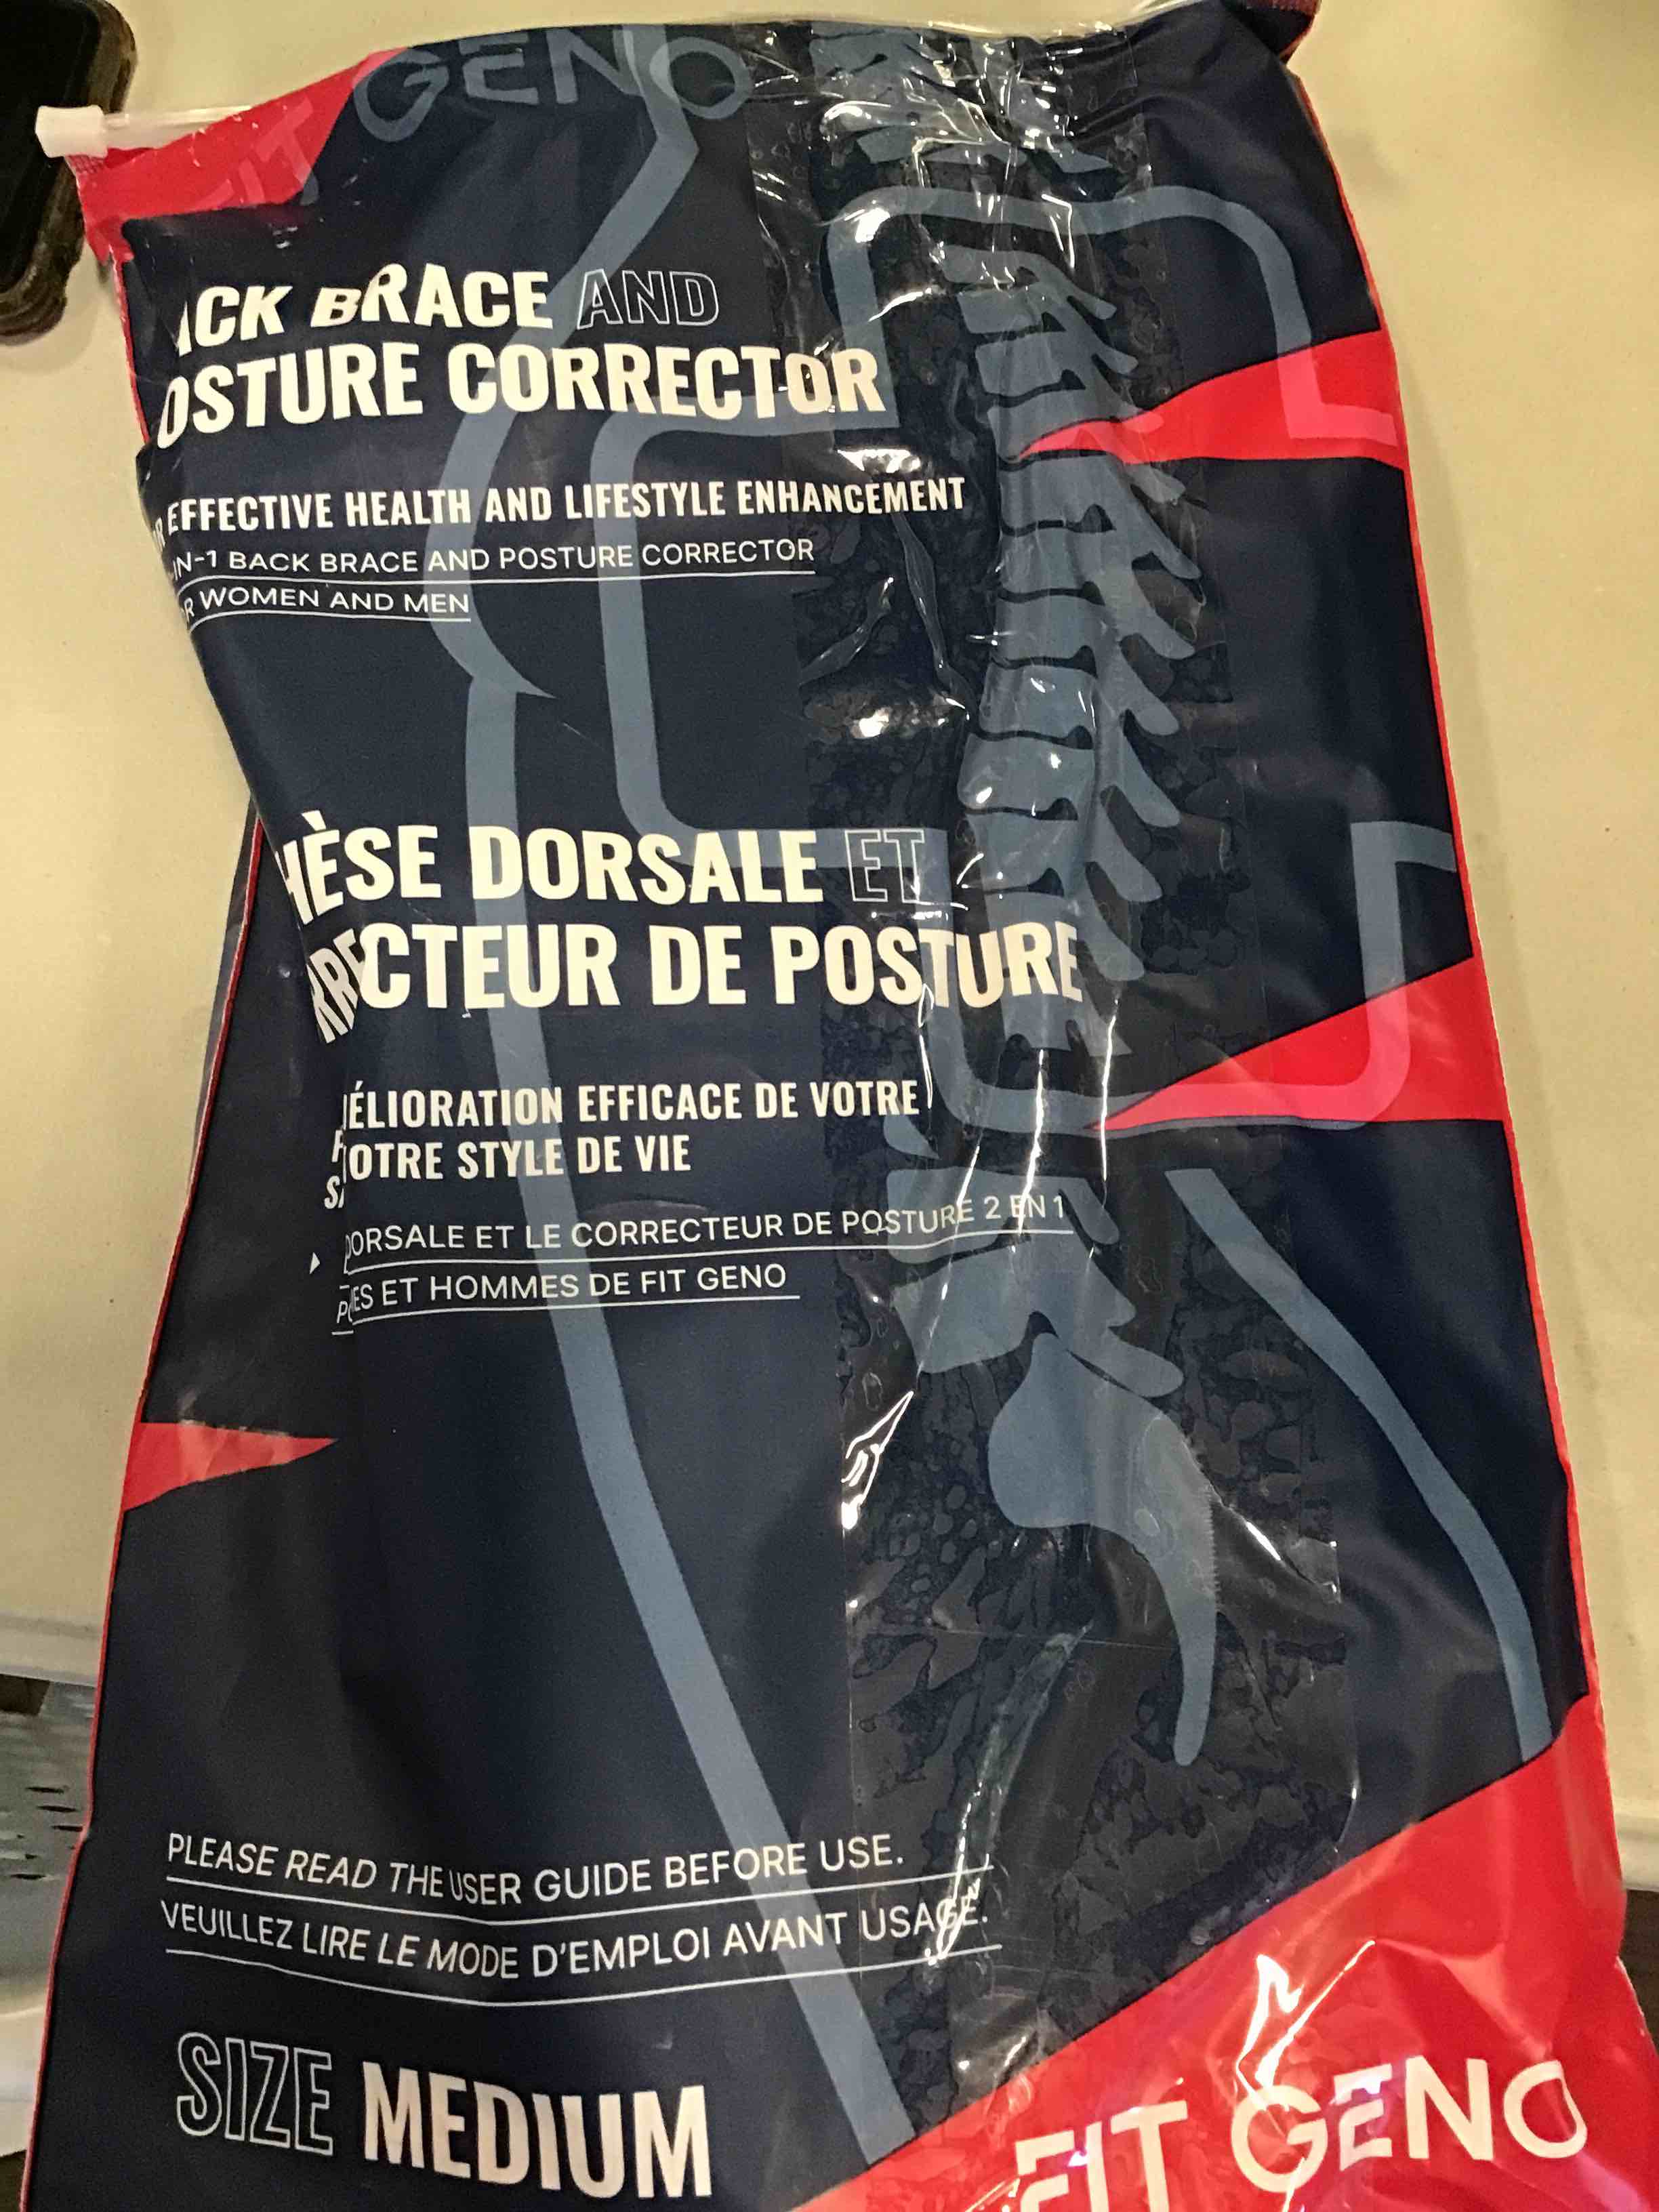 FIT GENO
ACK BRACE AND
OSTURE CORRECTOR
R EFFECTIVE HEALTH AND LIFESTYLE ENHANCEMENT
-IN-1 BACK BRACE AND POSTURE CORRECTOR
R WOMEN AND MEN
HÈSE DORSALE ET
RRECTEUR DE POSTURE
ÉLIORATION EFFICACE DE VOTRE
OTRE STYLE DE VIE
DORSALE ET LE CORRECTEUR DE POSTURE 2 EN 1
ES ET HOMMES DE FIT GENO
PLEASE READ THE USER GUIDE BEFORE USE.
VEUILLEZ LIRE LE MODE D'EMPLOI AVANT USAGE.
SIZE MEDIUM
FIT GENO